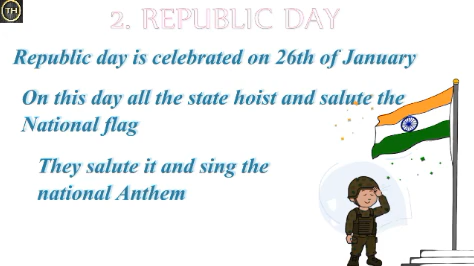 TH
2. REPUBLIC DAY
Republic day is celebrated on 26th of January
On this day all the state hoist and salute the
National flag
They salute it and sing the
national Anthem